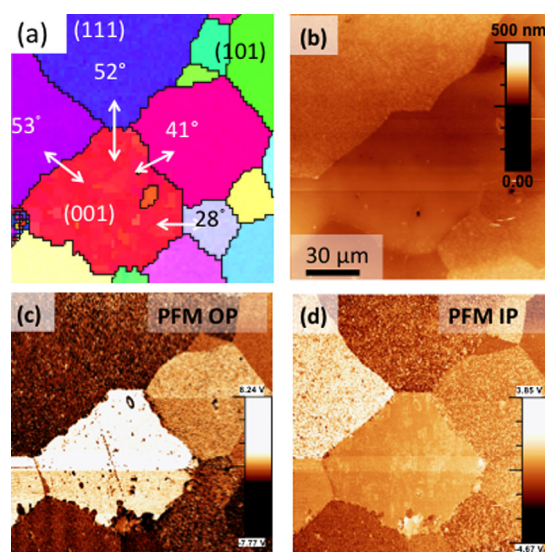 (a)
(111)
(101)
52°
53°
41°
(001)
28°
(b)
500 nm
0.00
30 µm
(c)
PFM OP
8.24 V
-7.77 V
(d)
PFM IP
3.85 V
-4.67 V